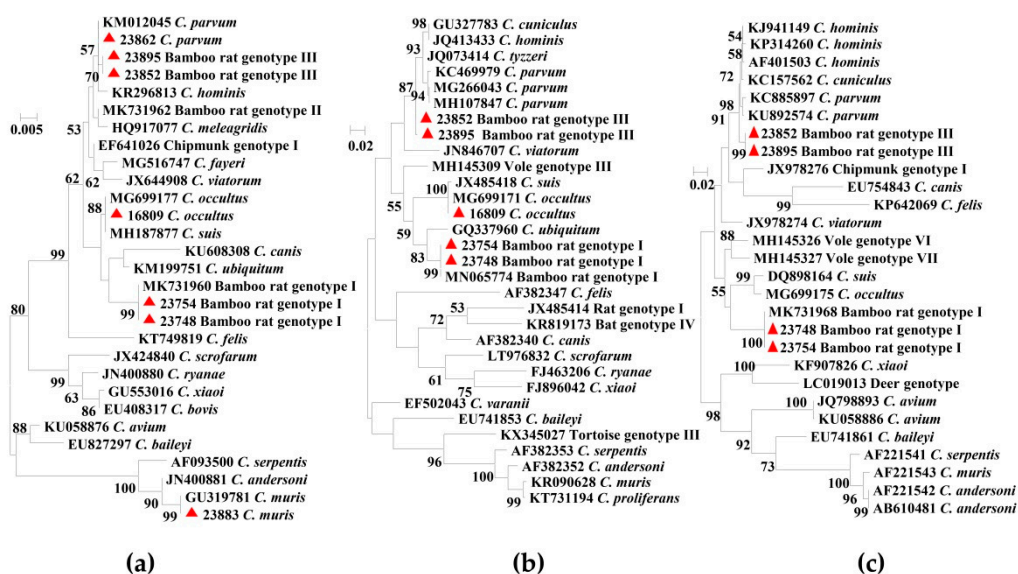 KM012045 C. parvum
23862 C. parvum
23895 Bamboo rat genotype III
23852 Bamboo rat genotype III
KR296813 C. hominis
MK731962 Bamboo rat genotype II
HQ917077 C. meleagridis
EF641026 Chipmunk genotype I
MG516747 C. fayeri
JX644908 C. viatorum
MG699177 C. occultus
16809 C. occultus
MH187877 C. suis
KU608308 C. canis
KM199751 C. ubiquitum
MK731960 Bamboo rat genotype I
23754 Bamboo rat genotype I
23748 Bamboo rat genotype I
KT749819 C. felis
JX424840 C. scrofarum
JN400880 C. ryanae
GU553016 C. xiaoi
EU408317 C. bovis
KU058876 C. avium
EU827297 C. baileyi
AF093500 C. serpentis
JN400881 C. andersoni
GU319781 C. muris
23883 C. muris
57
70
53
62
62
88
99
99
80
99
63
86
88
100
90
99
0.005
(a)
GU327783 C. cuniculus
JQ413433 C. hominis
JQ073414 C. tyzzeri
KC469979 C. parvum
MG266043 C. parvum
MH107847 C. parvum
23852 Bamboo rat genotype III
23895 Bamboo rat genotype III
JN846707 C. viatorum
MH145309 Vole genotype III
JX485418 C. suis
MG699171 C. occultus
16809 C. occultus
GQ337960 C. ubiquitum
23754 Bamboo rat genotype I
23748 Bamboo rat genotype I
MN065774 Bamboo rat genotype I
AF382347 C. felis
JX485414 Rat genotype I
KR819173 Bat genotype IV
AF382340 C. canis
LT976832 C. scrofarum
FJ463206 C. ryanae
FJ896042 C. xiaoi
EF502043 C. varanii
EU741853 C. baileyi
KX345027 Tortoise genotype III
AF382353 C. serpentis
AF382352 C. andersoni
KR090628 C. muris
KT731194 C. proliferans
98
93
87
94
100
55
59
83
99
53
72
61
75
96
100
99
0.02
(b)
KJ941149 C. hominis
KP314260 C. hominis
AF401503 C. hominis
KC157562 C. cuniculus
KC885897 C. parvum
KU892574 C. parvum
23852 Bamboo rat genotype III
23895 Bamboo rat genotype III
JX978276 Chipmunk genotype I
EU754843 C. canis
KP642069 C. felis
JX978274 C. viatorum
MH145326 Vole genotype VI
MH145327 Vole genotype VII
DQ898164 C. suis
MG699175 C. occultus
MK731968 Bamboo rat genotype I
23748 Bamboo rat genotype I
23754 Bamboo rat genotype I
KF907826 C. xiaoi
LC019013 Deer genotype
JQ798893 C. avium
KU058886 C. avium
EU741861 C. baileyi
AF221541 C. serpentis
AF221543 C. muris
AF221542 C. andersoni
AB610481 C. andersoni
54
58
72
98
91
99
99
88
99
55
100
100
98
100
92
73
100
96
99
0.02
(c)